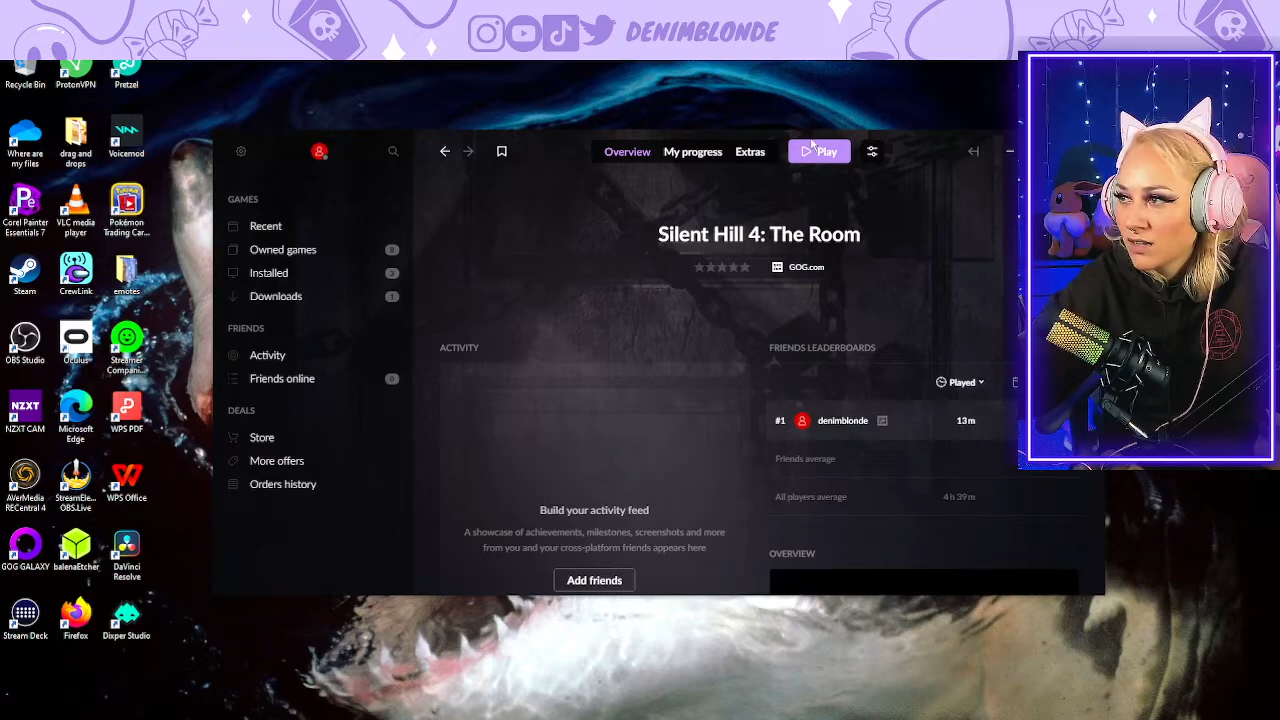 DENIMBLONDE
Recycle Bin
ProtonVPN
Pretzel
Where are
my files
drag and
drops
Voicemod
Corel Painter
Essentials 7
VLC media
player
Pokémon
Trading Car...
Steam
CrewLink
emotes
OBS Studio
Oculus
Streamer
Compani...
NZXT
NZXT CAM
Microsoft
Edge
WPS PDF
AVerMedia
RECentral 4
StreamEle...
OBS.Live
WPS Office
GOG GALAXY
balenaEtcher
DaVinci
Resolve
Stream Deck
Firefox
Dixper Studio
GAMES
Recent
Owned games 8
Installed 3
Downloads 1
FRIENDS
Activity
Friends online 0
DEALS
Store
More offers
Orders history
Overview My progress Extras Play
Silent Hill 4: The Room
GOG.com
ACTIVITY
Build your activity feed
A showcase of achievements, milestones, screenshots and more
from you and your cross-platform friends appears here
Add friends
FRIENDS LEADERBOARDS
Played
#1 denimblonde 13m
Friends average
All players average 4 h 39m
OVERVIEW